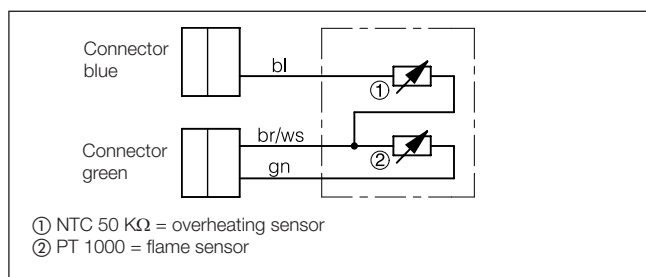 Connector
blue
bl
①
Connector
green
br/ws
gn
②
① NTC 50 KΩ = overheating sensor
② PT 1000 = flame sensor